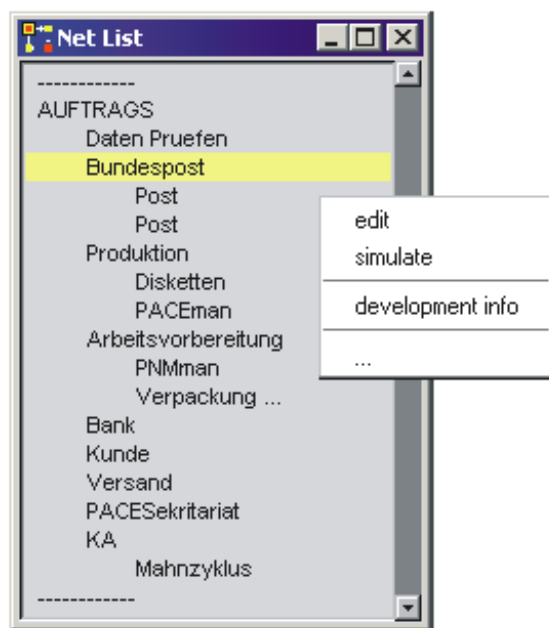 Net List
------------
AUFTRAGS
Daten Pruefen
Bundespost
Post
Post
Produktion
Disketten
PACEman
Arbeitsvorbereitung
PNMman
Verpackung ...
Bank
Kunde
Versand
PACESekritariat
KA
Mahnzyklus
------------
edit
simulate
development info
...